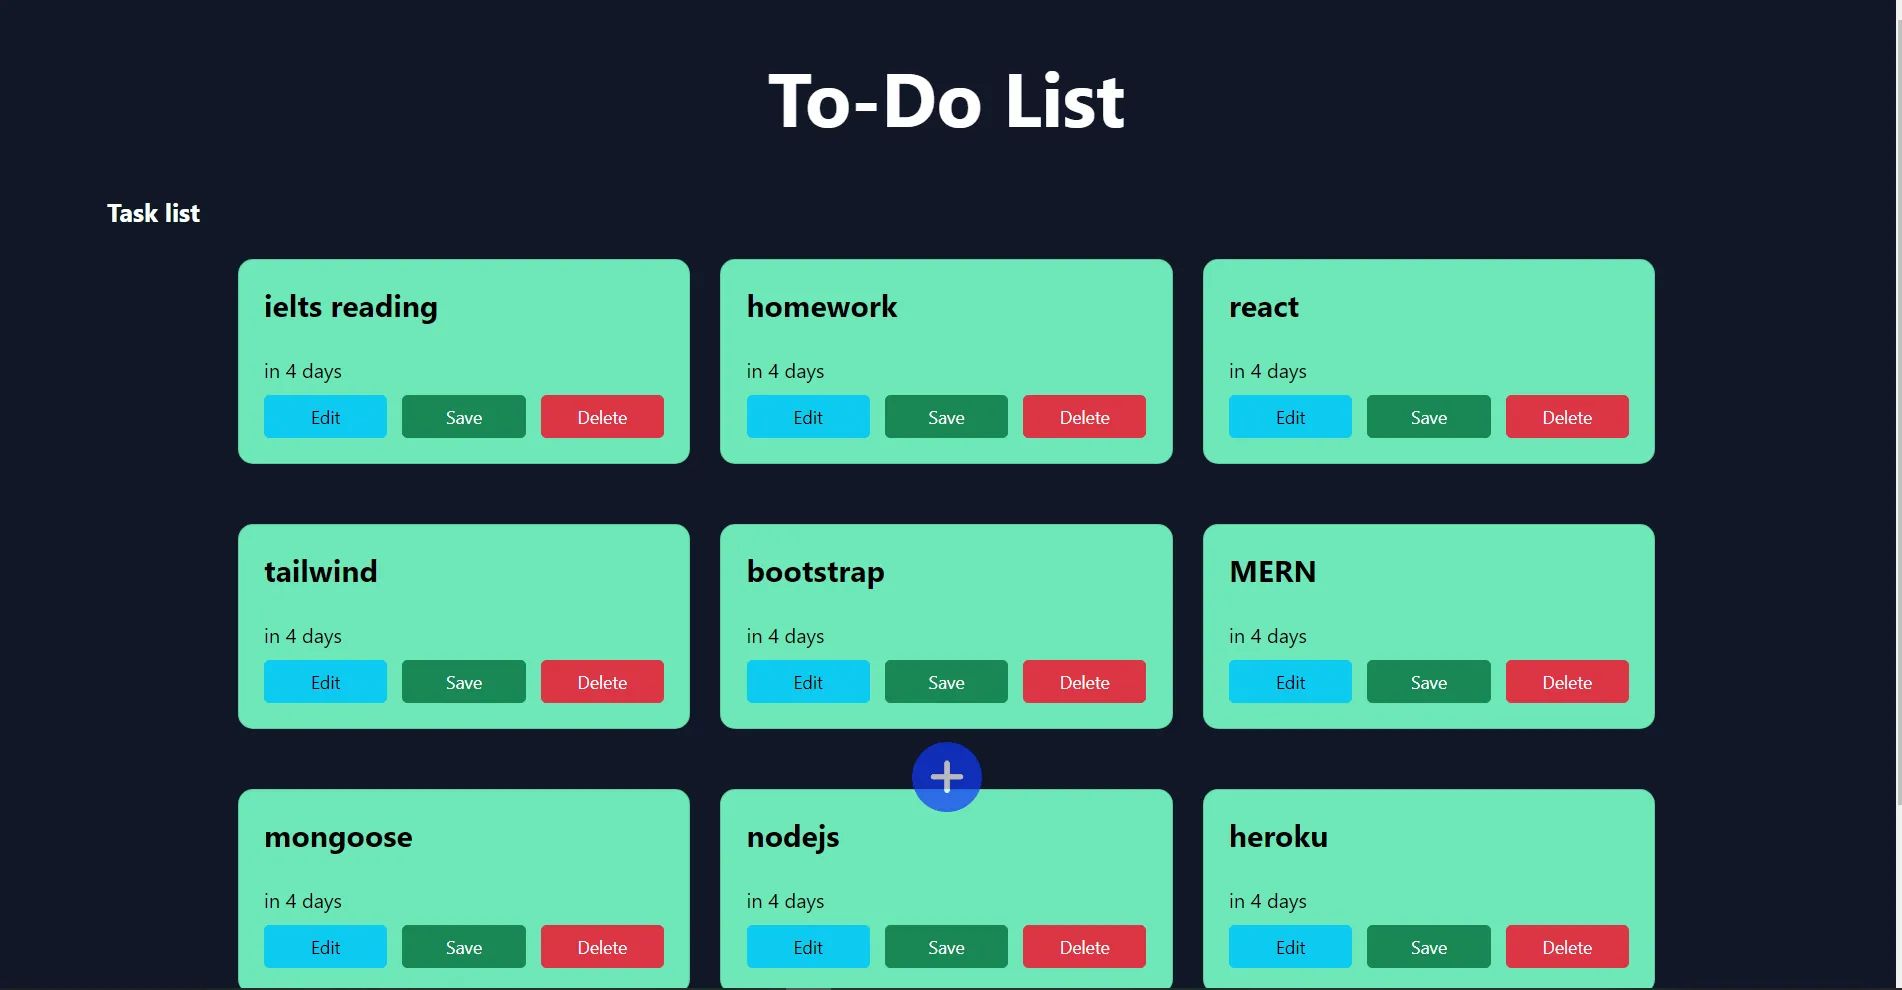 To-Do List
Task list
ielts reading
in 4 days
Edit Save Delete
homework
in 4 days
Edit Save Delete
react
in 4 days
Edit Save Delete
tailwind
in 4 days
Edit Save Delete
bootstrap
in 4 days
Edit Save Delete
MERN
in 4 days
Edit Save Delete
mongoose
in 4 days
Edit Save Delete
nodejs
in 4 days
Edit Save Delete
heroku
in 4 days
Edit Save Delete